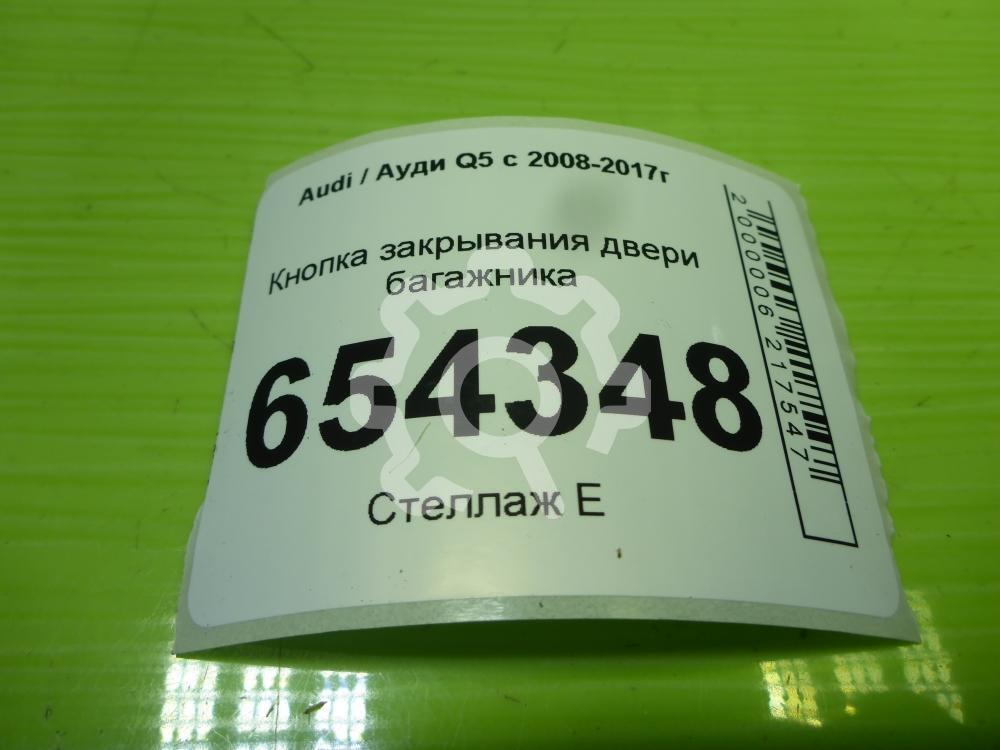 Audi / Ауди Q5 с 2008-2017г
Кнопка закрывания двери
багажника
654348
Стеллаж Е
2000006217547